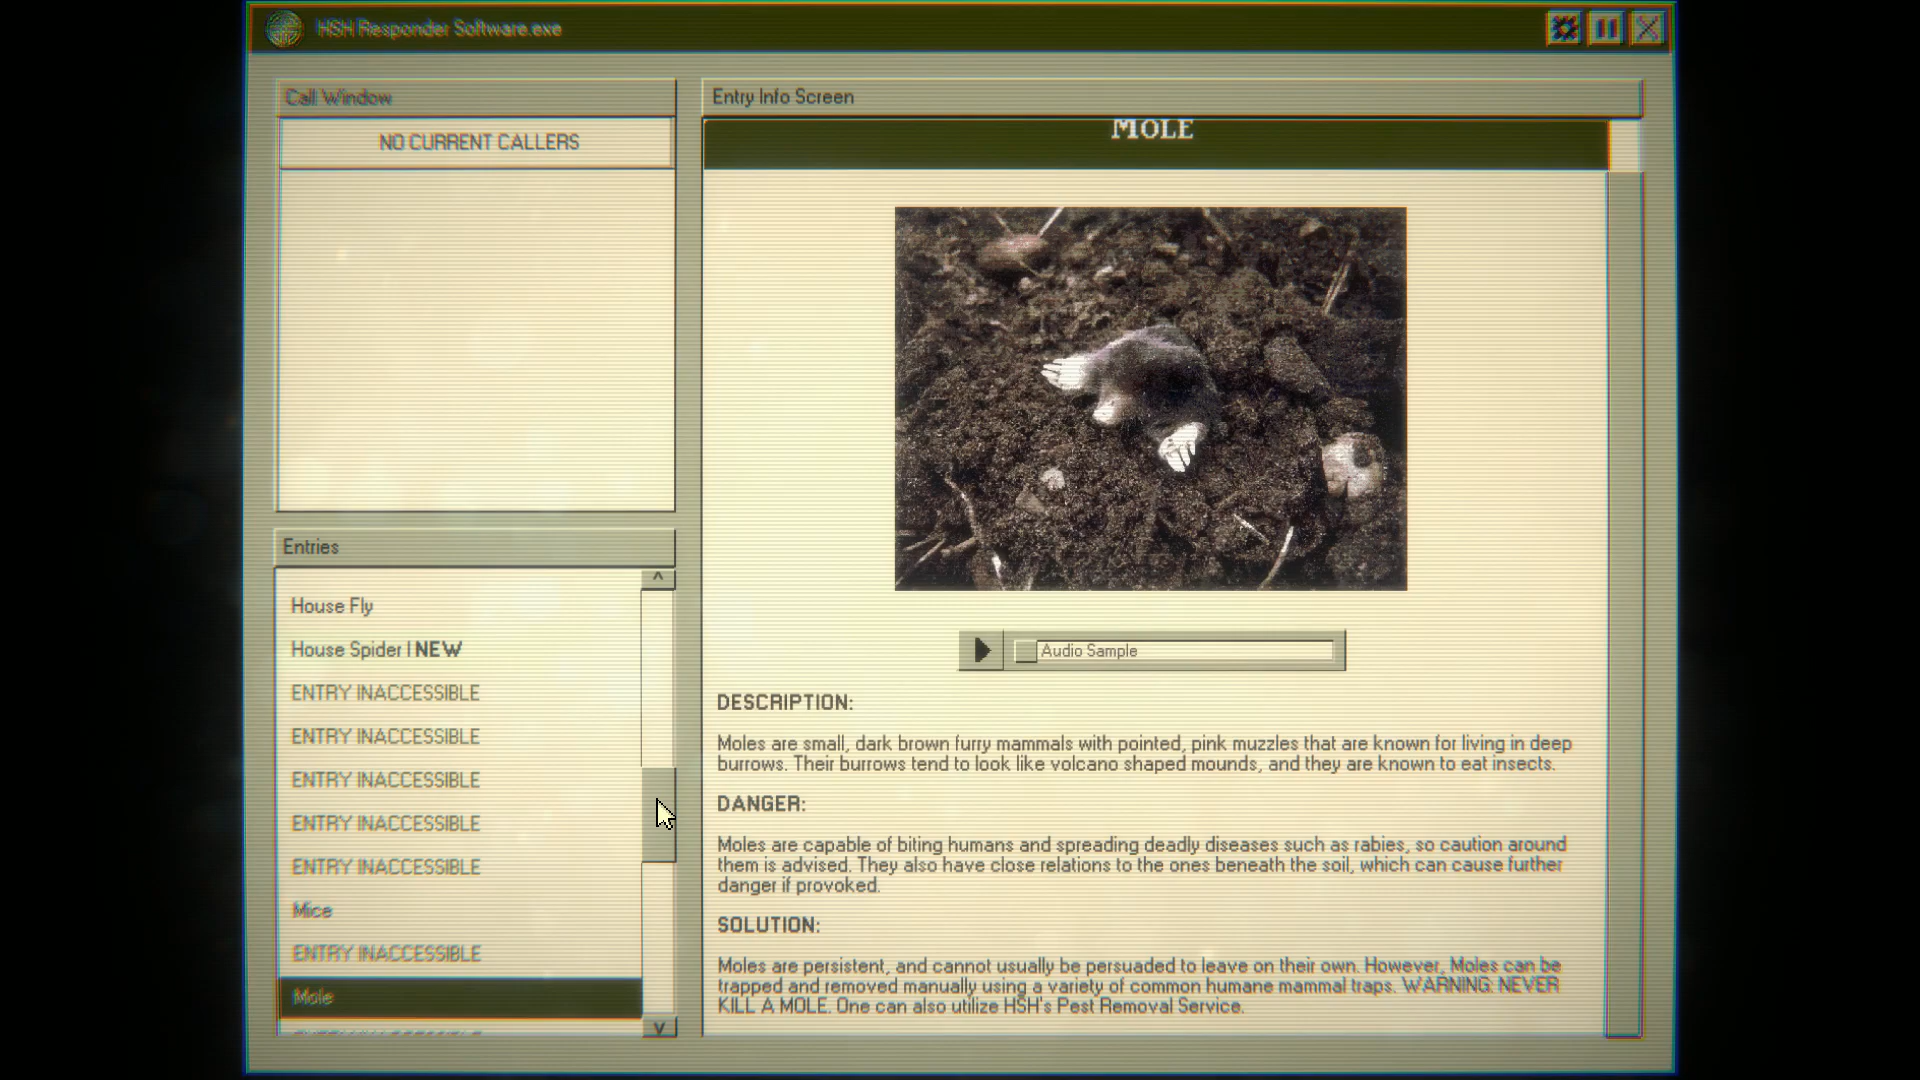 HSH Responder Software.exe
Call Window
NO CURRENT CALLERS
Entries
House Fly
House Spider | NEW
ENTRY INACCESSIBLE
ENTRY INACCESSIBLE
ENTRY INACCESSIBLE
ENTRY INACCESSIBLE
ENTRY INACCESSIBLE
Mice
ENTRY INACCESSIBLE
Mole
Entry Info Screen
MOLE
Audio Sample
DESCRIPTION:
Moles are small, dark brown furry mammals with pointed, pink muzzles that are known for living in deep
burrows. Their burrows tend to look like volcano shaped mounds, and they are known to eat insects.
DANGER:
Moles are capable of biting humans and spreading deadly diseases such as rabies, so caution around
them is advised. They also have close relations to the ones beneath the soil, which can cause further
danger if provoked.
SOLUTION:
Moles are persistent, and cannot usually be persuaded to leave on their own. However, Moles can be
trapped and removed manually using a variety of common humane mammal traps. WARNING: NEVER
KILL A MOLE. One can also utilize HSH's Pest Removal Service.